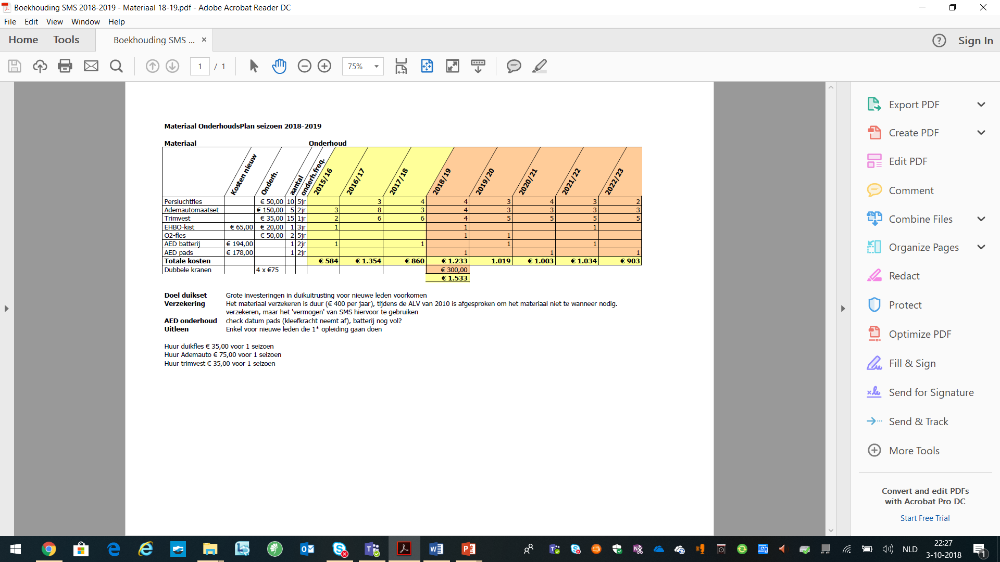 Boekhouding SMS 2018-2019 - Materiaal 18-19.pdf - Adobe Acrobat Reader DC
File Edit View Window Help
Home Tools Boekhouding SMS ... × ? Sign In
1 / 1 75%
Materiaal OnderhoudsPlan seizoen 2018-2019
Materiaal Onderhoud
Kosten nieuw Onderh. aantal onderh.freq. 2015/16 2016/17 2017/18 2018/19 2019/20 2020/21 2021/22 2022/23
Persluchtfles € 50,00 10 5jr 3 4 4 3 4 3 2
Ademautomaatset € 150,00 5 2jr 3 8 3 4 3 3 3 3
Trimvest € 35,00 15 1jr 2 6 6 4 5 5 5 5
EHBO-kist € 65,00 € 20,00 1 3jr 1 1 1
O2-fles € 50,00 2 5jr 1 1
AED batterij € 194,00 1 2jr 1 1 1 1
AED pads € 178,00 1 2jr 1 1 1
Totale kosten € 584 € 1.354 € 860 € 1.233 1.019 € 1.003 € 1.034 € 903
Dubbele kranen 4 x €75 € 300,00
€ 1.533
Doel duikset Grote investeringen in duikuitrusting voor nieuwe leden voorkomen
Verzekering Het materiaal verzekeren is duur (€ 400 per jaar), tijdens de ALV van 2010 is afgesproken om het materiaal niet te wanneer nodig.
verzekeren, maar het 'vermogen' van SMS hiervoor te gebruiken
AED onderhoud check datum pads (kleefkracht neemt af), batterij nog vol?
Uitleen Enkel voor nieuwe leden die 1* opleiding gaan doen
Huur duikfles € 35,00 voor 1 seizoen
Huur Ademauto € 75,00 voor 1 seizoen
Huur trimvest € 35,00 voor 1 seizoen
Export PDF
Create PDF
Edit PDF
Comment
Combine Files
Organize Pages
Redact
Protect
Optimize PDF
Fill & Sign
Send for Signature
Send & Track
More Tools
Convert and edit PDFs
with Acrobat Pro DC
Start Free Trial
NLD
22:27
3-10-2018
1